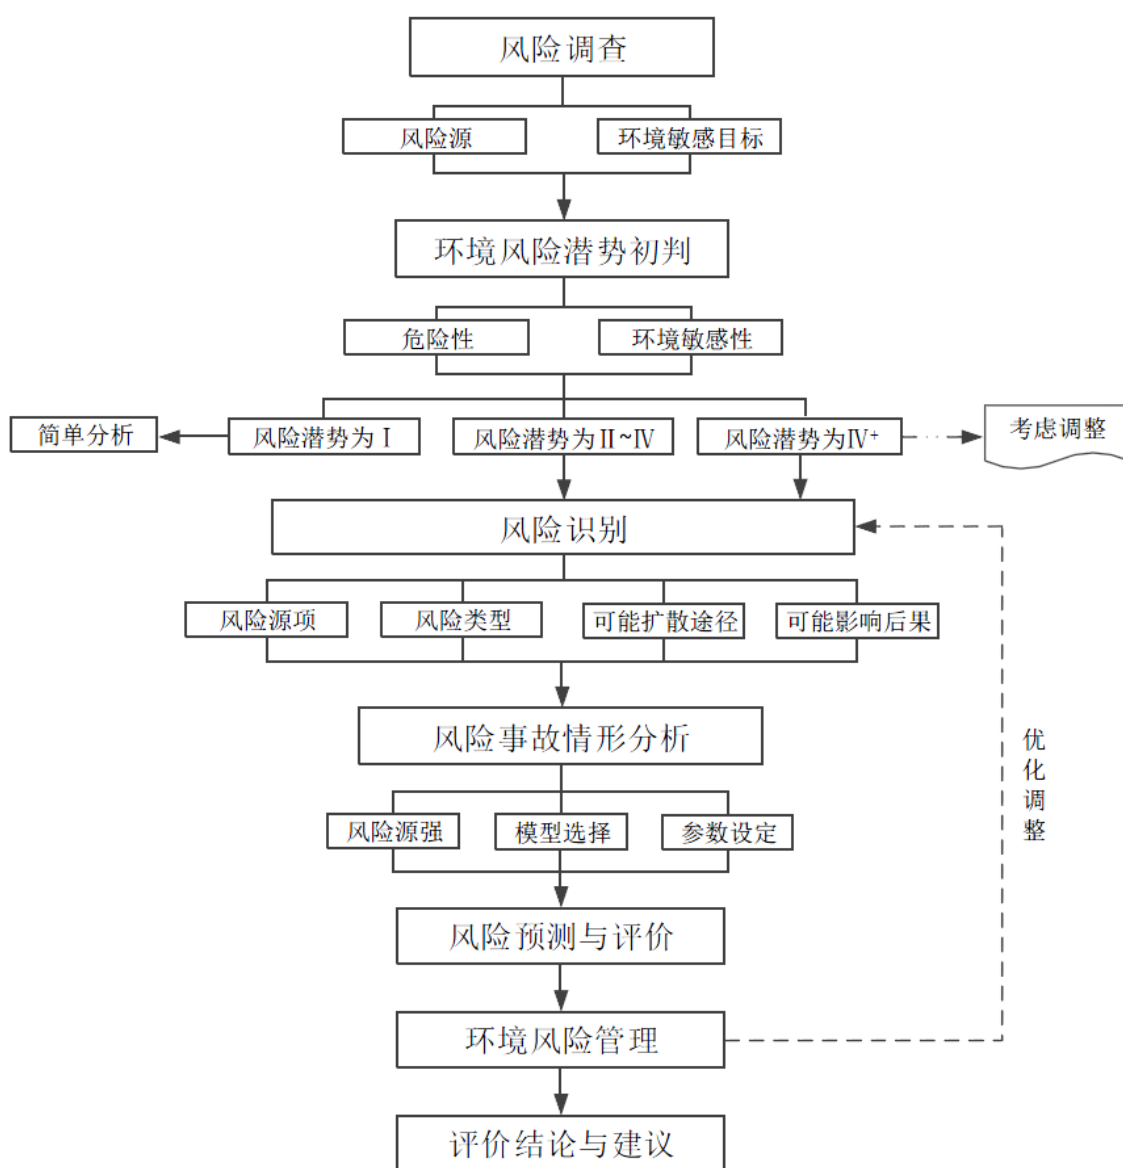 风险调查
风险源
环境敏感目标
环境风险潜势初判
危险性
环境敏感性
简单分析
风险潜势为Ⅰ
风险潜势为Ⅱ~Ⅳ
风险潜势为Ⅳ⁺
考虑调整
风险识别
风险源项
风险类型
可能扩散途径
可能影响后果
风险事故情形分析
优化调整
风险源强
模型选择
参数设定
风险预测与评价
环境风险管理
评价结论与建议